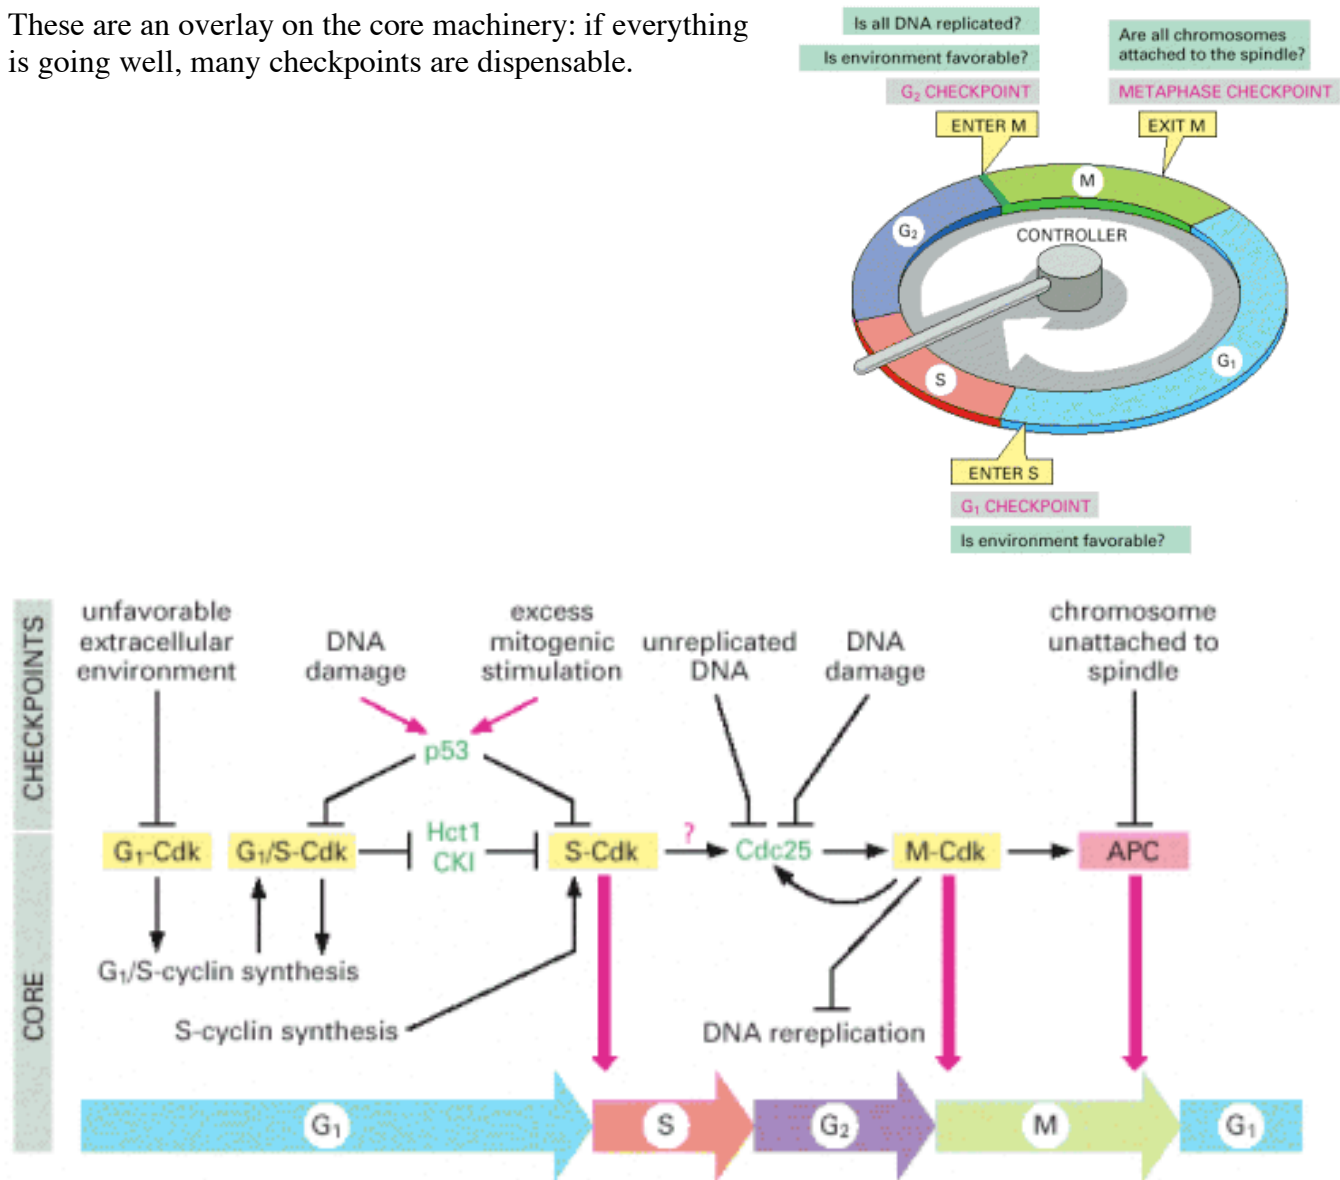 These are an overlay on the core machinery: if everything
is going well, many checkpoints are dispensable.
Is all DNA replicated?
Is environment favorable?
G₂ CHECKPOINT
ENTER M
Are all chromosomes
attached to the spindle?
METAPHASE CHECKPOINT
EXIT M
M
G₂
CONTROLLER
G₁
S
ENTER S
G₁ CHECKPOINT
Is environment favorable?
CHECKPOINTS
unfavorable
extracellular
environment
DNA
damage
excess
mitogenic
stimulation
unreplicated
DNA
DNA
damage
chromosome
unattached to
spindle
p53
CORE
G₁-Cdk
G₁/S-Cdk
Hct1
CKI
S-Cdk
?
Cdc25
M-Cdk
APC
G₁/S-cyclin synthesis
S-cyclin synthesis
DNA rereplication
G₁
S
G₂
M
G₁